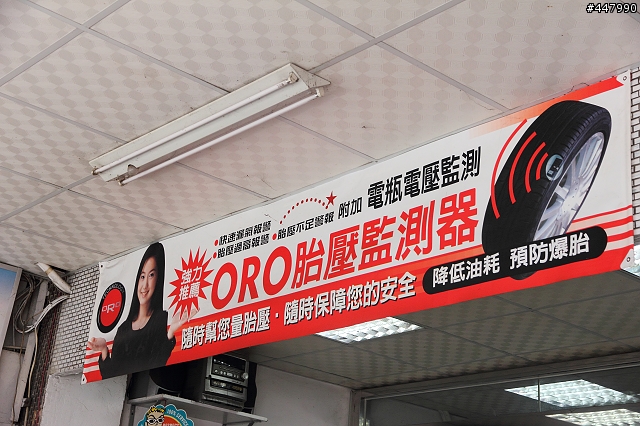 #447990
•快速漏氣報警
•胎壓過高報警 •胎壓不足警報 附加 電瓶電壓監測
強力
推薦
ORO胎壓監測器
ORO
隨時幫您量胎壓·隨時保障您的安全
降低油耗 預防爆胎